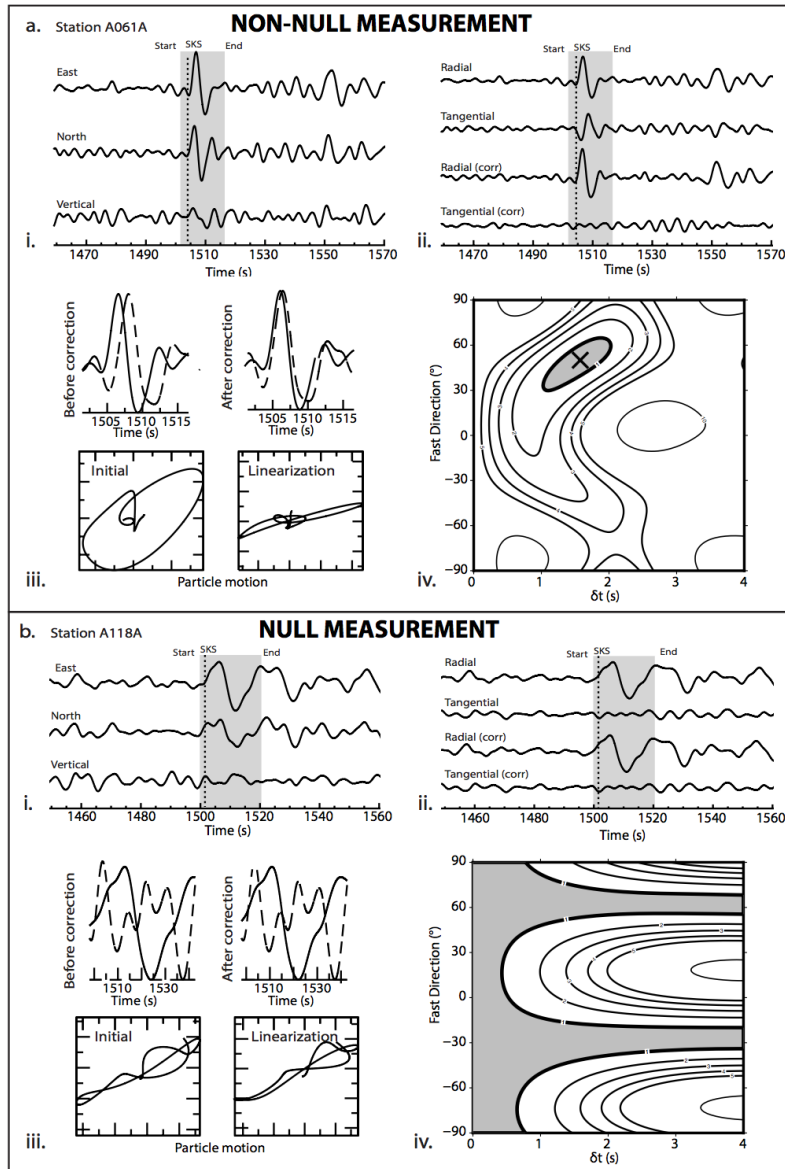 a. Station A061A NON-NULL MEASUREMENT
Start SKS End
East
North
Vertical
i.
1470 1490 1510 1530 1550 1570
Time (s)
Start SKS End
Radial
Tangential
Radial (corr)
Tangential (corr)
ii.
1470 1490 1510 1530 1550 1570
Time (s)
Before correction
1505 1510 1515
Time (s)
After correction
1505 1510 1515
Time (s)
Initial
Linearization
iii.
Particle motion
Fast Direction (°)
90
60
30
0
−30
−60
−90
0 1 2 3 4
iv.
δt (s)
b. Station A118A NULL MEASUREMENT
Start SKS End
East
North
Vertical
i.
1460 1480 1500 1520 1540 1560
Time (s)
Start SKS End
Radial
Tangential
Radial (corr)
Tangential (corr)
ii.
1460 1480 1500 1520 1540 1560
Time (s)
Before correction
1510 1530
Time (s)
After correction
1510 1530
Time (s)
Initial
Linearization
iii.
Particle motion
Fast Direction (°)
90
60
30
0
−30
−60
−90
0 1 2 3 4
iv.
δt (s)